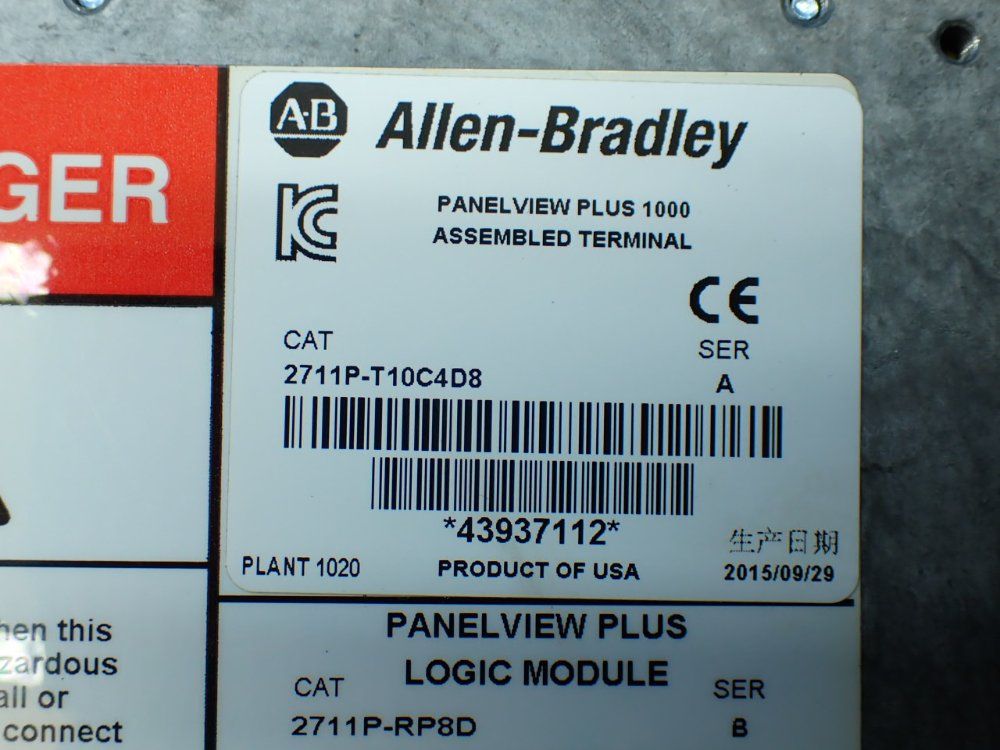 GER
A·B Allen-Bradley
PANELVIEW PLUS 1000
ASSEMBLED TERMINAL
CE
CAT
SER
2711P-T10C4D8
A
*43937112*
生产日期
PLANT 1020
PRODUCT OF USA
2015/09/29
PANELVIEW PLUS
LOGIC MODULE
CAT
SER
2711P-RP8D
B
hen this
zardous
all or
connect